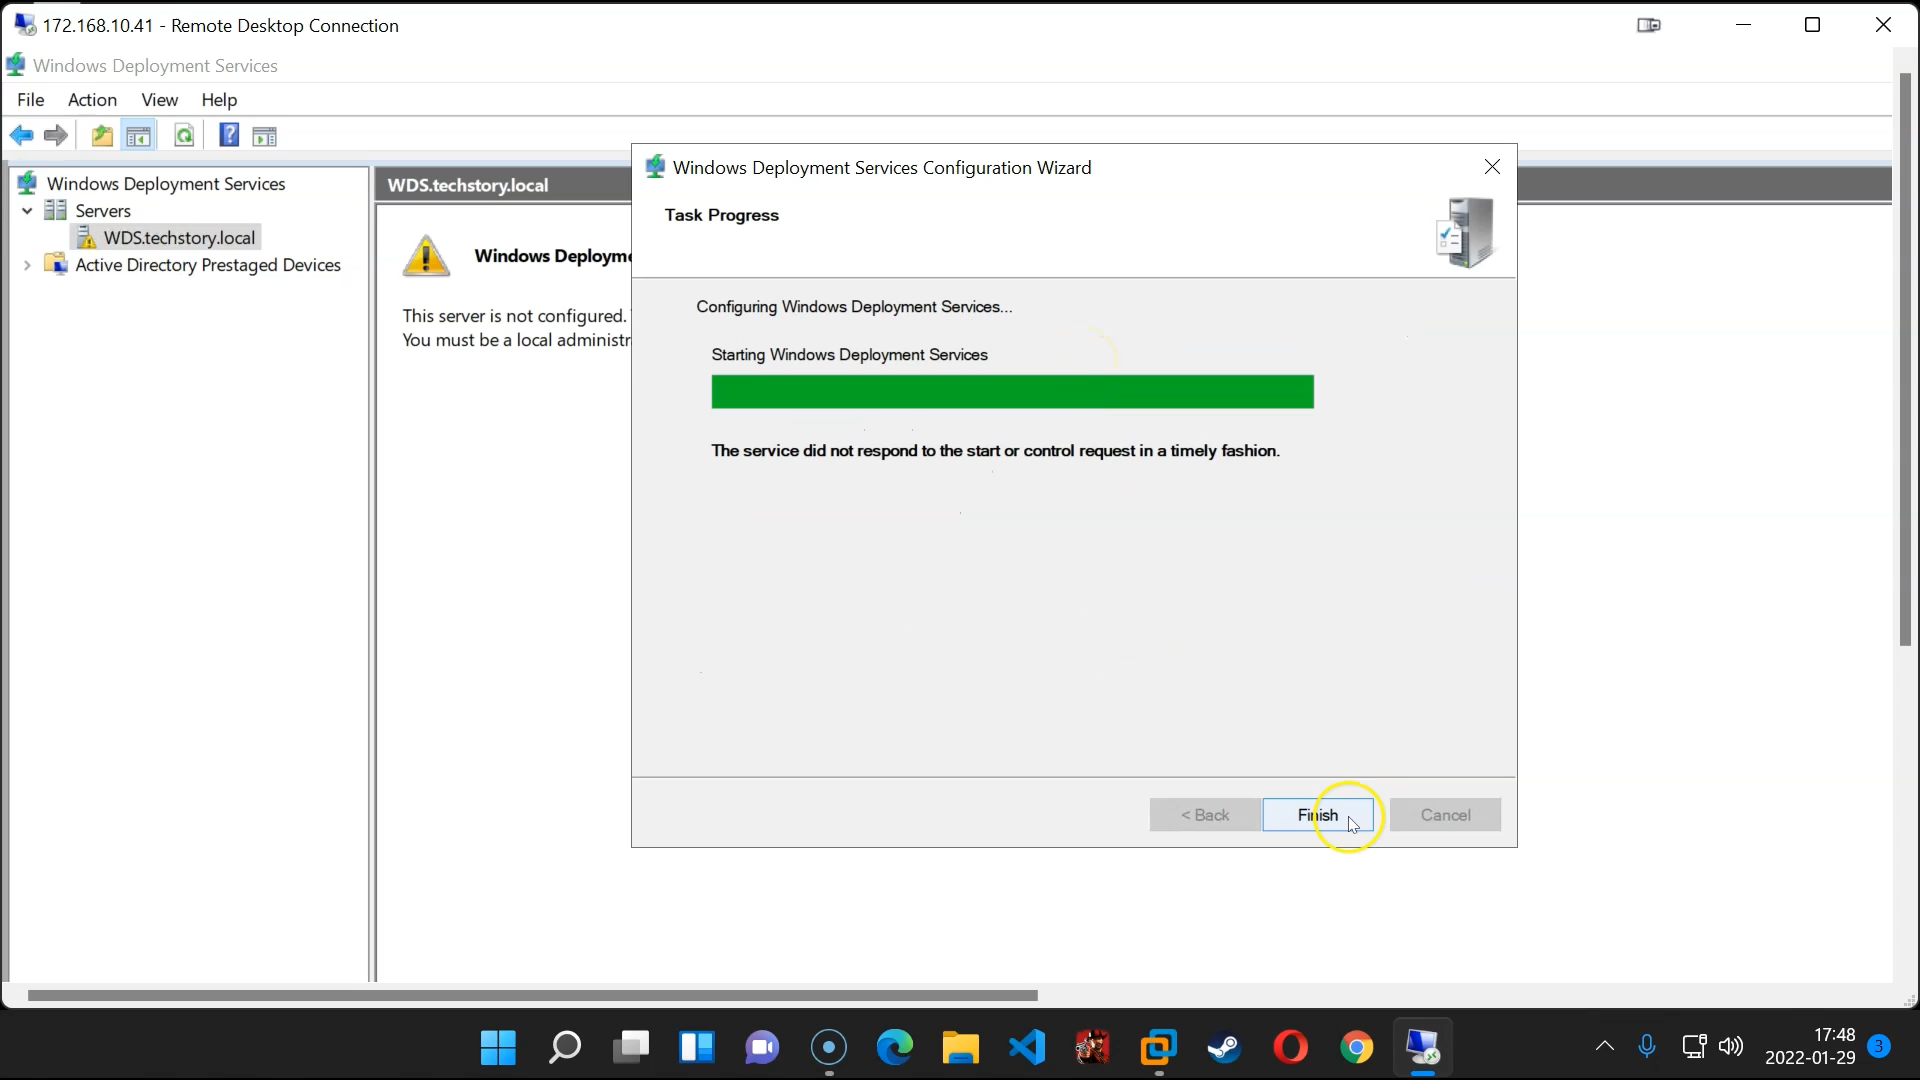 172.168.10.41 - Remote Desktop Connection
Windows Deployment Services
File Action View Help
Windows Deployment Services
Servers
WDS.techstory.local
Active Directory Prestaged Devices
WDS.techstory.local
Windows Deployme
This server is not configured.
You must be a local administr
Windows Deployment Services Configuration Wizard
Task Progress
Configuring Windows Deployment Services...
Starting Windows Deployment Services
The service did not respond to the start or control request in a timely fashion.
< Back Finish Cancel
17:48
2022-01-29
3